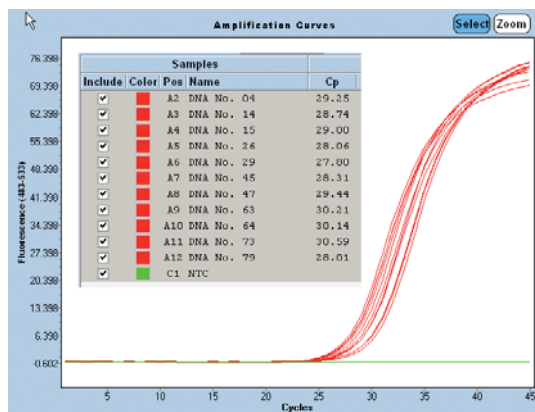 Amplification Curves
Select Zoom
Samples
Include Color Pos Name Cp
A2 DNA No. 04 29.25
A3 DNA No. 14 28.74
A4 DNA No. 15 29.00
A5 DNA No. 26 28.06
A6 DNA No. 29 27.80
A7 DNA No. 45 28.31
A8 DNA No. 47 29.44
A9 DNA No. 63 30.21
A10 DNA No. 64 30.14
A11 DNA No. 73 30.59
A12 DNA No. 79 28.01
C1 NTC
Fluorescence (483-533)
76.398
69.398
62.398
55.398
48.398
41.398
34.398
27.398
20.398
13.398
6.398
-0.602
5 10 15 20 25 30 35 40 45
Cycles